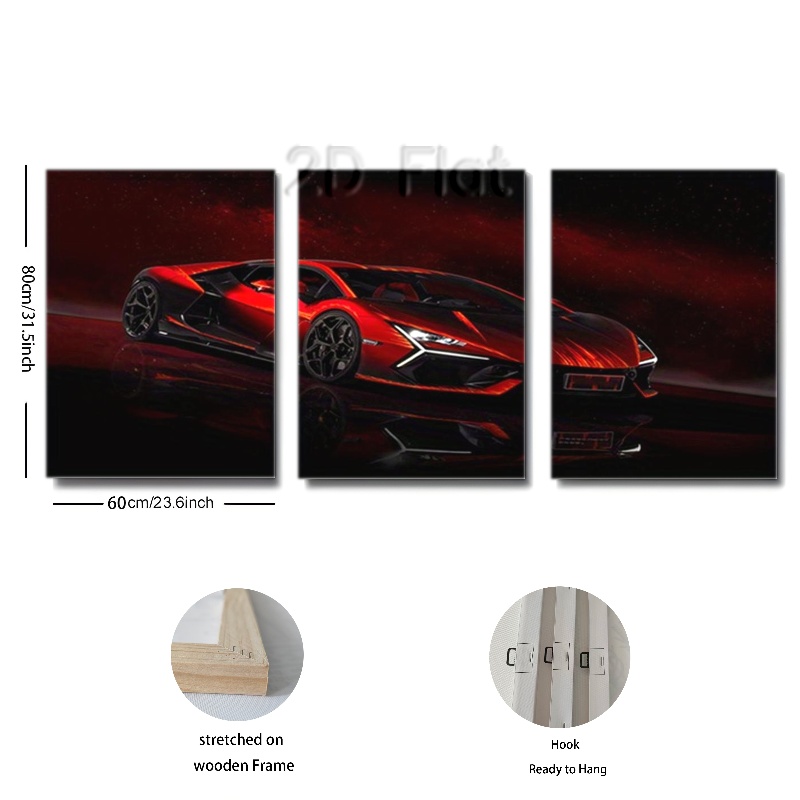 2D Flat
80cm/31.5inch
60cm/23.6inch
stretched on
wooden Frame
Hook
Ready to Hang